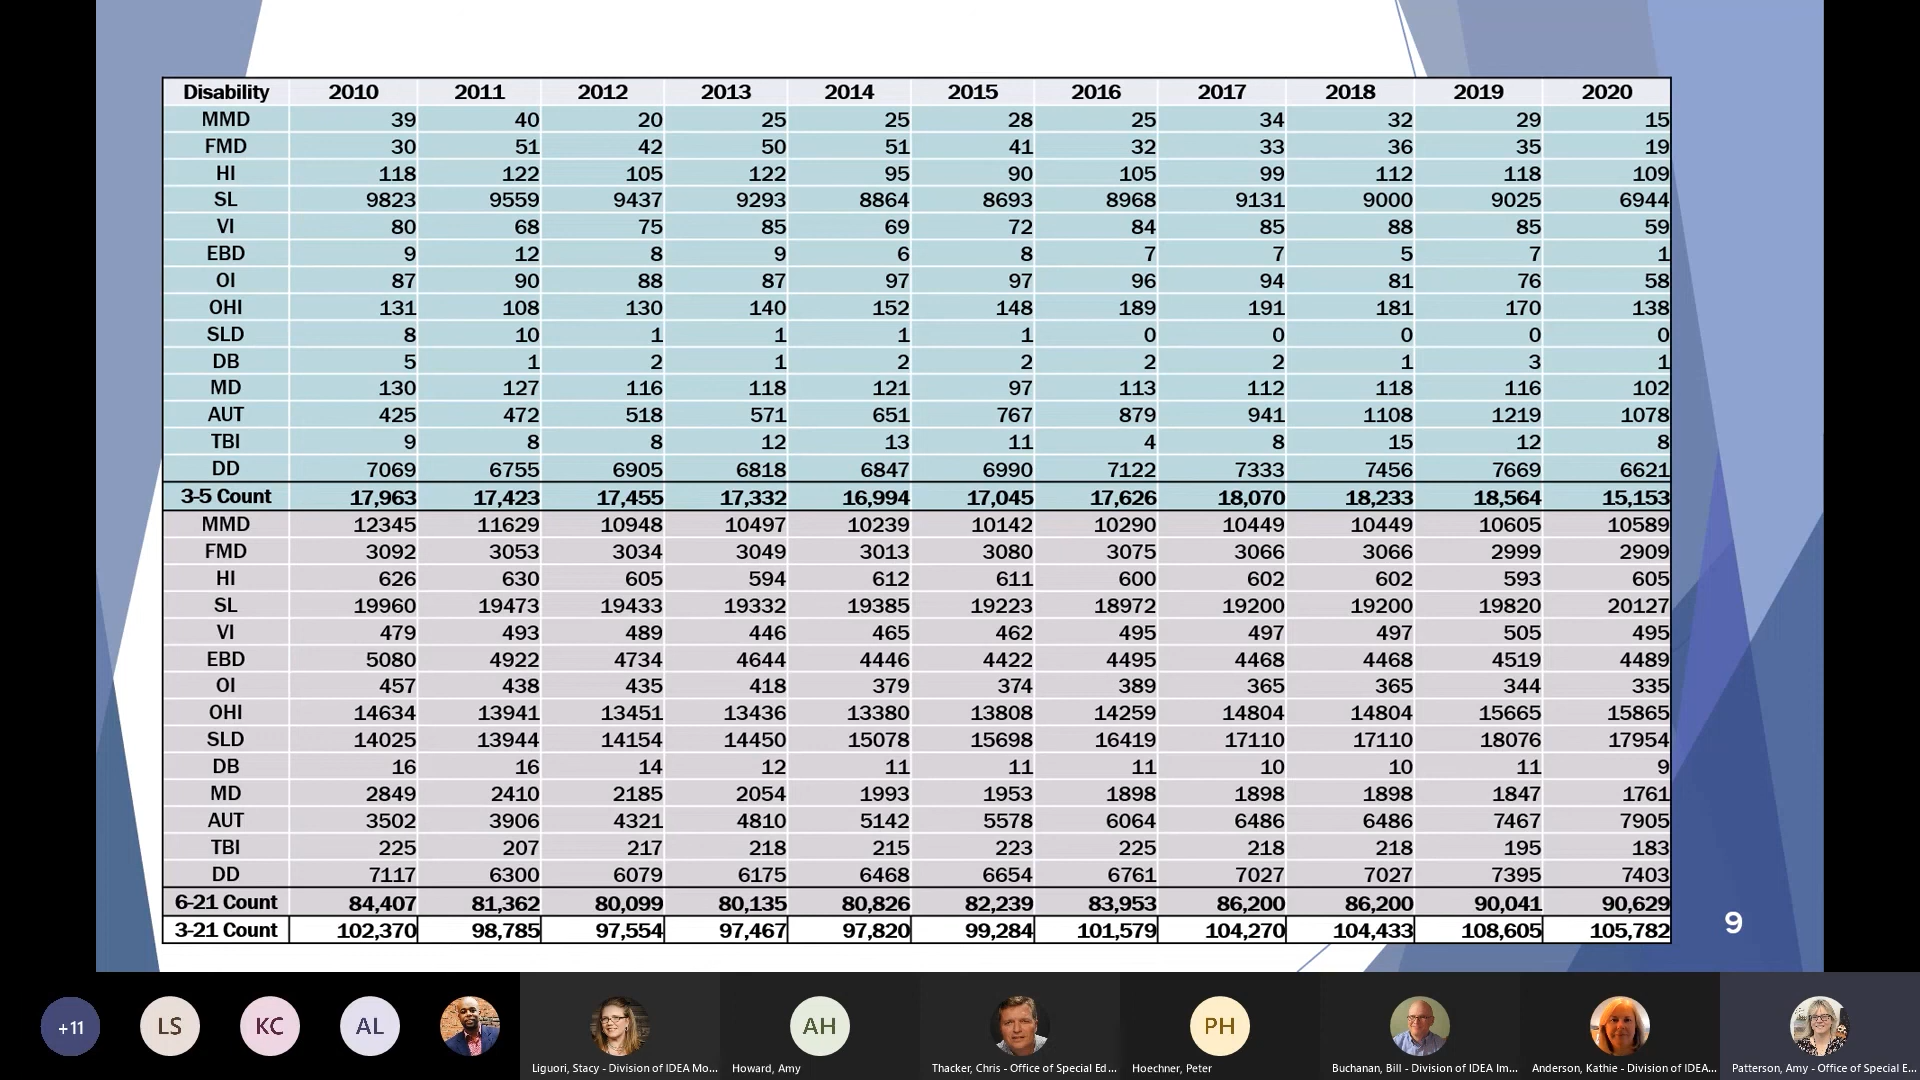 Disability 2010 2011 2012 2013 2014 2015 2016 2017 2018 2019 2020
MMD 39 40 20 25 25 28 25 34 32 29 15
FMD 30 51 42 50 51 41 32 33 36 35 19
HI 118 122 105 122 95 90 105 99 112 118 109
SL 9823 9559 9437 9293 8864 8693 8968 9131 9000 9025 6944
VI 80 68 75 85 69 72 84 85 88 85 59
EBD 9 12 8 9 6 8 7 7 5 7 1
OI 87 90 88 87 97 97 96 94 81 76 58
OHI 131 108 130 140 152 148 189 191 181 170 138
SLD 8 10 1 1 1 1 0 0 0 0 0
DB 5 1 2 1 2 2 2 2 1 3 1
MD 130 127 116 118 121 97 113 112 118 116 102
AUT 425 472 518 571 651 767 879 941 1108 1219 1078
TBI 9 8 8 12 13 11 4 8 15 12 8
DD 7069 6755 6905 6818 6847 6990 7122 7333 7456 7669 6621
3-5 Count 17,963 17,423 17,455 17,332 16,994 17,045 17,626 18,070 18,233 18,564 15,153
MMD 12345 11629 10948 10497 10239 10142 10290 10449 10449 10605 10589
FMD 3092 3053 3034 3049 3013 3080 3075 3066 3066 2999 2909
HI 626 630 605 594 612 611 600 602 602 593 605
SL 19960 19473 19433 19332 19385 19223 18972 19200 19200 19820 20127
VI 479 493 489 446 465 462 495 497 497 505 495
EBD 5080 4922 4734 4644 4446 4422 4495 4468 4468 4519 4489
OI 457 438 435 418 379 374 389 365 365 344 335
OHI 14634 13941 13451 13436 13380 13808 14259 14804 14804 15665 15865
SLD 14025 13944 14154 14450 15078 15698 16419 17110 17110 18076 17954
DB 16 16 14 12 11 11 11 10 10 11 9
MD 2849 2410 2185 2054 1993 1953 1898 1898 1898 1847 1761
AUT 3502 3906 4321 4810 5142 5578 6064 6486 6486 7467 7905
TBI 225 207 217 218 215 223 225 218 218 195 183
DD 7117 6300 6079 6175 6468 6654 6761 7027 7027 7395 7403
6-21 Count 84,407 81,362 80,099 80,135 80,826 82,239 83,953 86,200 86,200 90,041 90,629
3-21 Count 102,370 98,785 97,554 97,467 97,820 99,284 101,579 104,270 104,433 108,605 105,782
9
+11 LS KC AL AH PH
Liguori, Stacy - Division of IDEA Mo... Howard, Amy Thacker, Chris - Office of Special Ed... Hoechner, Peter Buchanan, Bill - Division of IDEA Im... Anderson, Kathie - Division of IDEA... Patterson, Amy - Office of Special E...